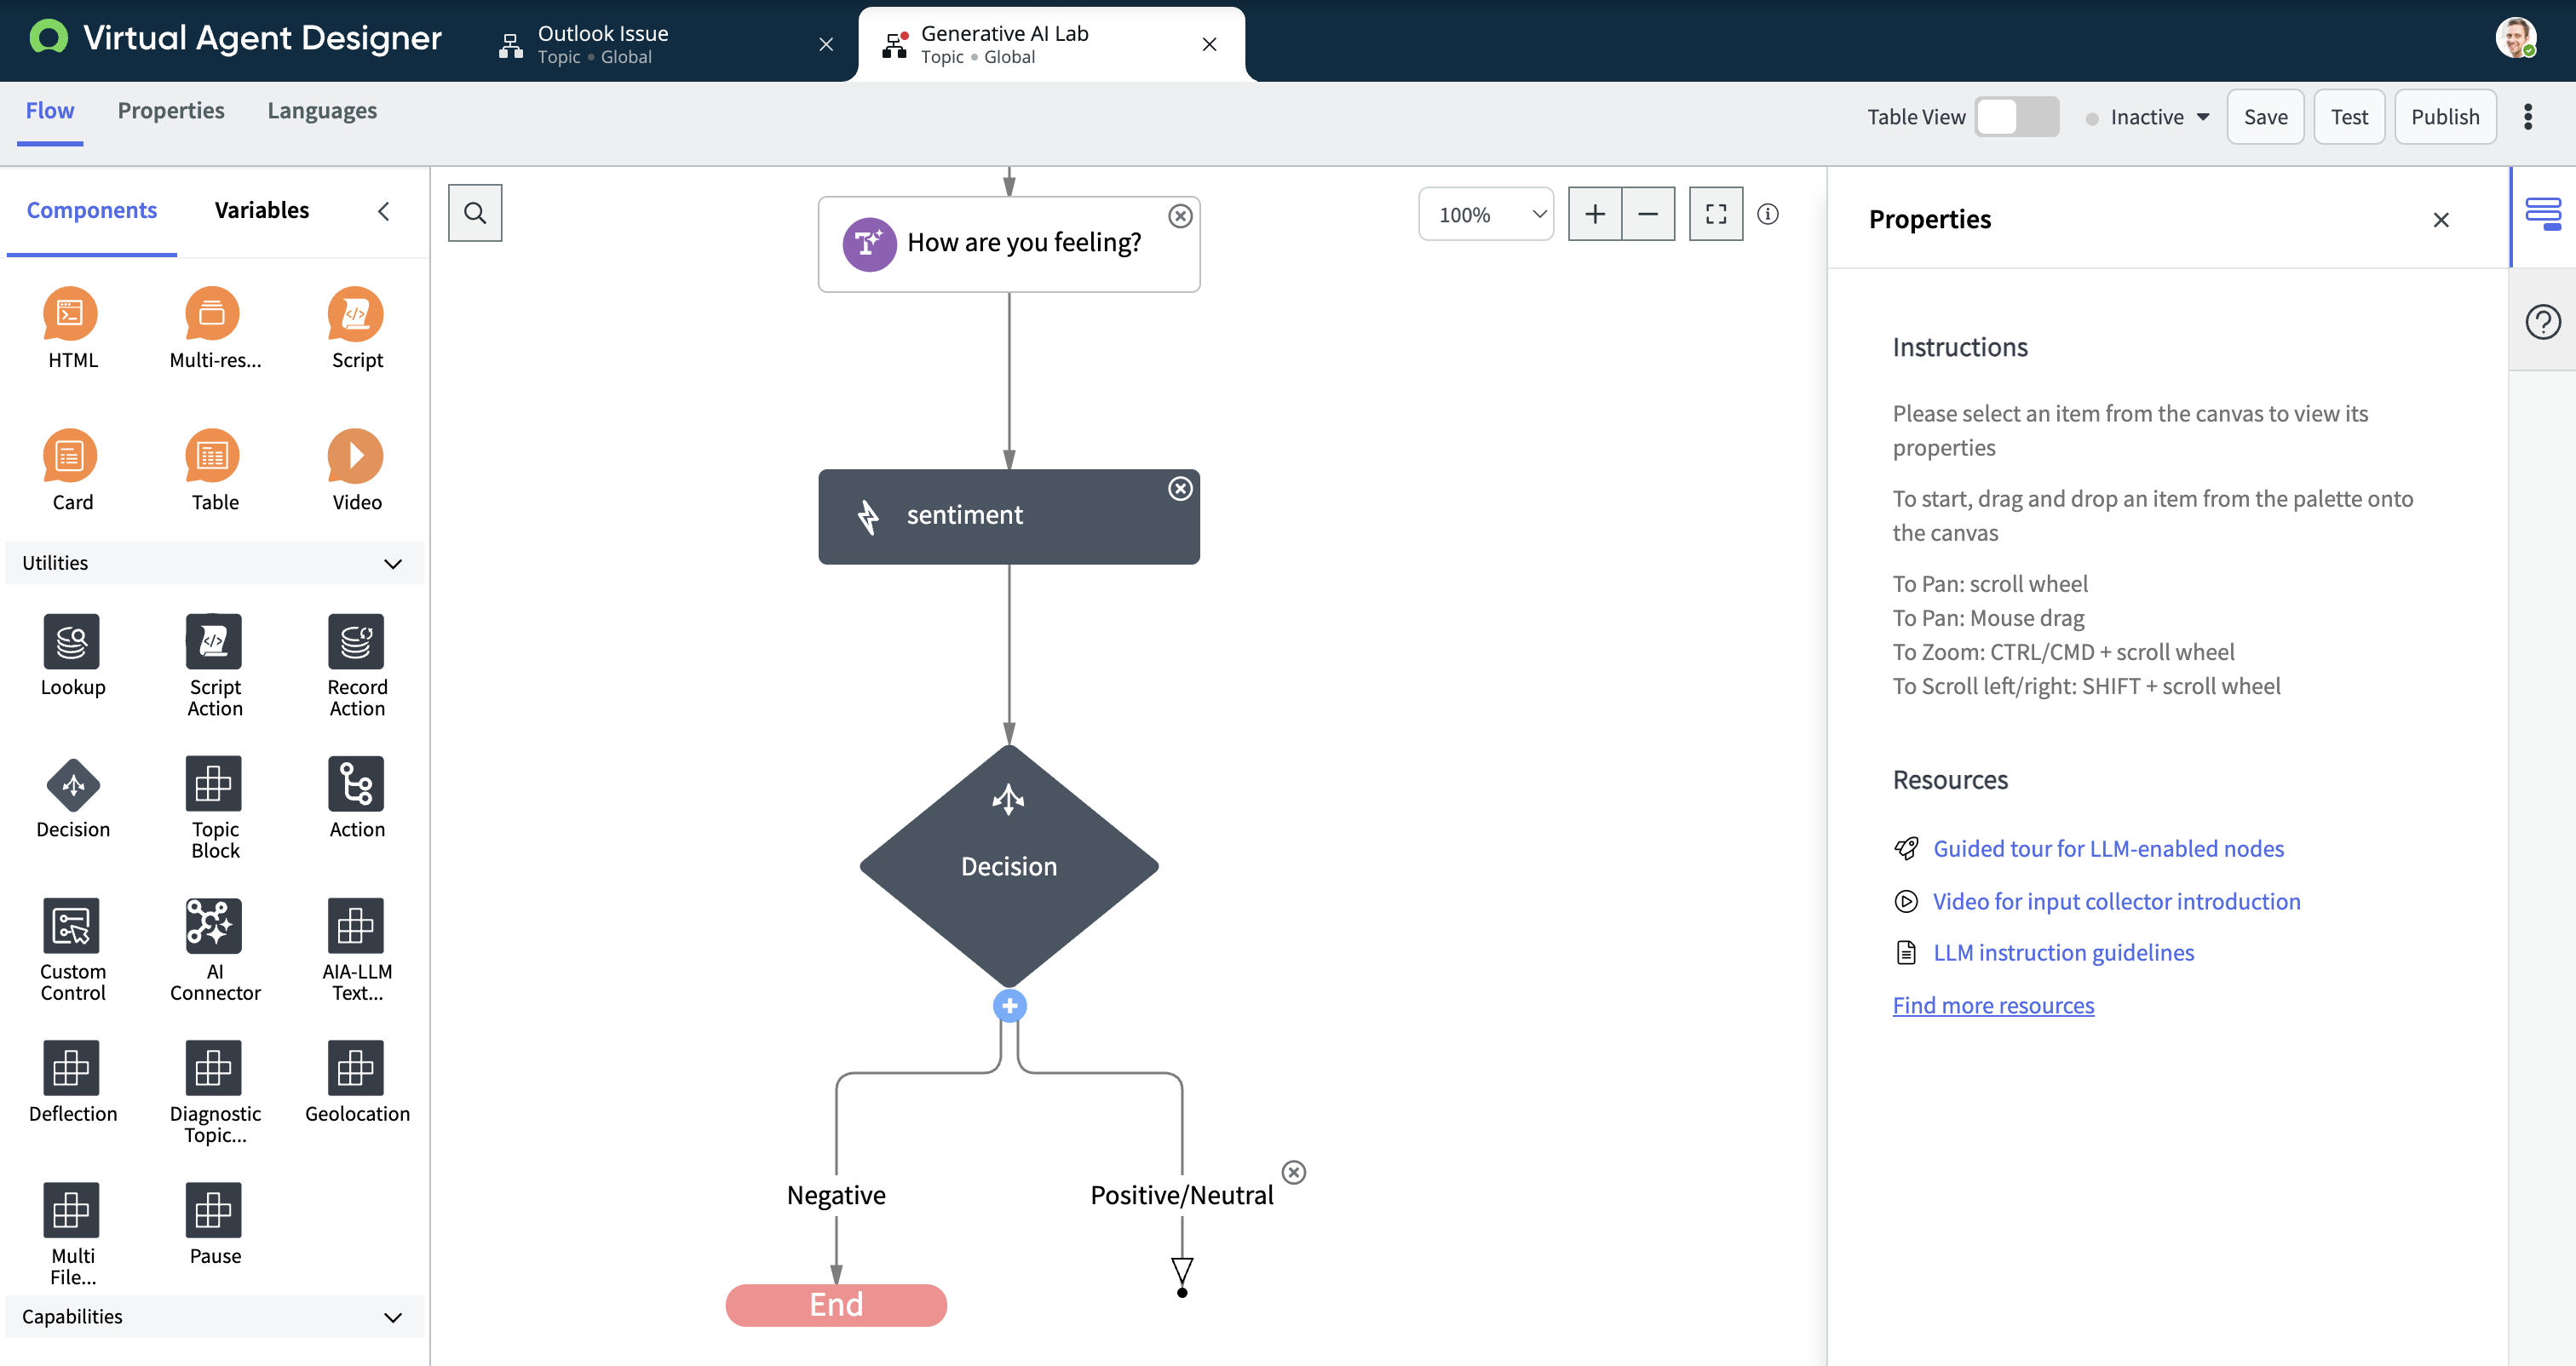 Virtual Agent Designer
Outlook Issue
Topic • Global
Generative AI Lab
Topic • Global
Flow
Properties
Languages
Table View
Inactive
Save
Test
Publish
Components
Variables
HTML
Multi-res...
Script
Card
Table
Video
Utilities
Lookup
Script
Action
Record
Action
Decision
Topic
Block
Action
Custom
Control
AI
Connector
AIA-LLM
Text...
Deflection
Diagnostic
Topic...
Geolocation
Multi
File...
Pause
Capabilities
How are you feeling?
sentiment
Decision
Negative
Positive/Neutral
End
100%
Properties
Instructions
Please select an item from the canvas to view its
properties
To start, drag and drop an item from the palette onto
the canvas
To Pan: scroll wheel
To Pan: Mouse drag
To Zoom: CTRL/CMD + scroll wheel
To Scroll left/right: SHIFT + scroll wheel
Resources
Guided tour for LLM-enabled nodes
Video for input collector introduction
LLM instruction guidelines
Find more resources